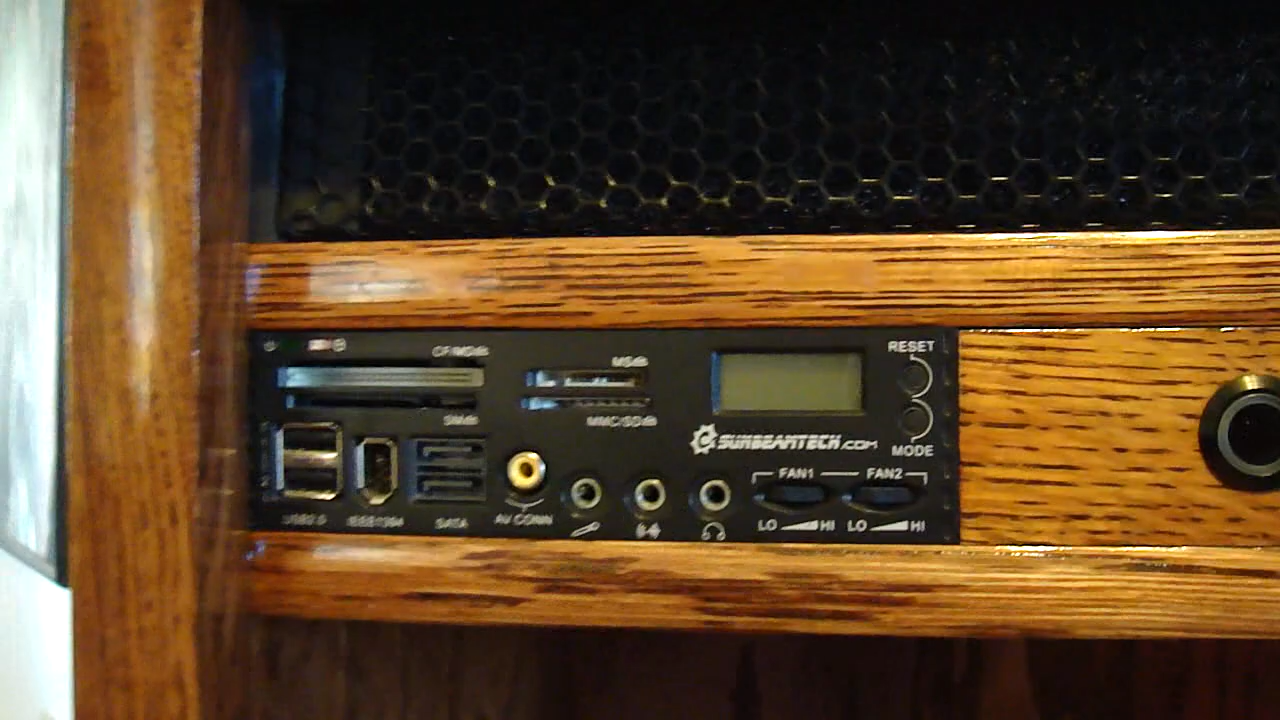 CF/MD
MS
RESET
SM
MMC/SD
SUNBEAMTECH.COM
MODE
FAN1
FAN2
USB2.0
IEEE1394
SATA
AV CONN
LO HI
LO HI